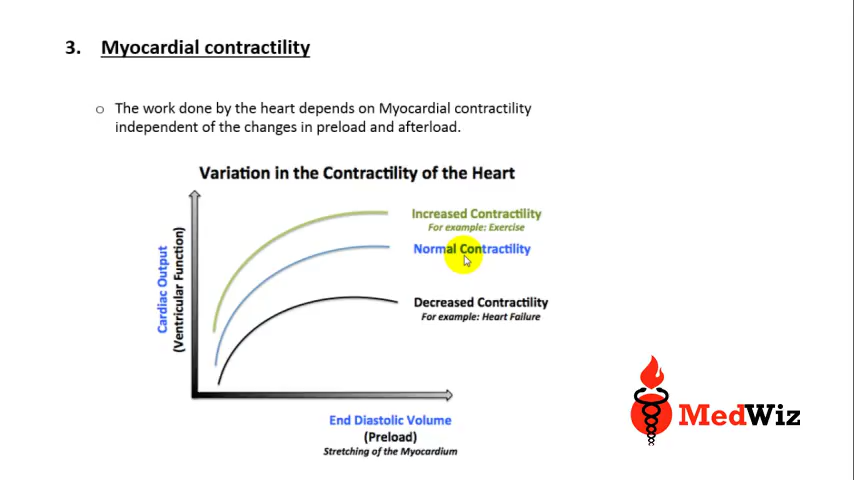 3. Myocardial contractility
o The work done by the heart depends on Myocardial contractility
independent of the changes in preload and afterload.
Variation in the Contractility of the Heart
Increased Contractility
For example: Exercise
Normal Contractility
Decreased Contractility
For example: Heart Failure
Cardiac Output
(Ventricular Function)
End Diastolic Volume
(Preload)
Stretching of the Myocardium
MedWiz